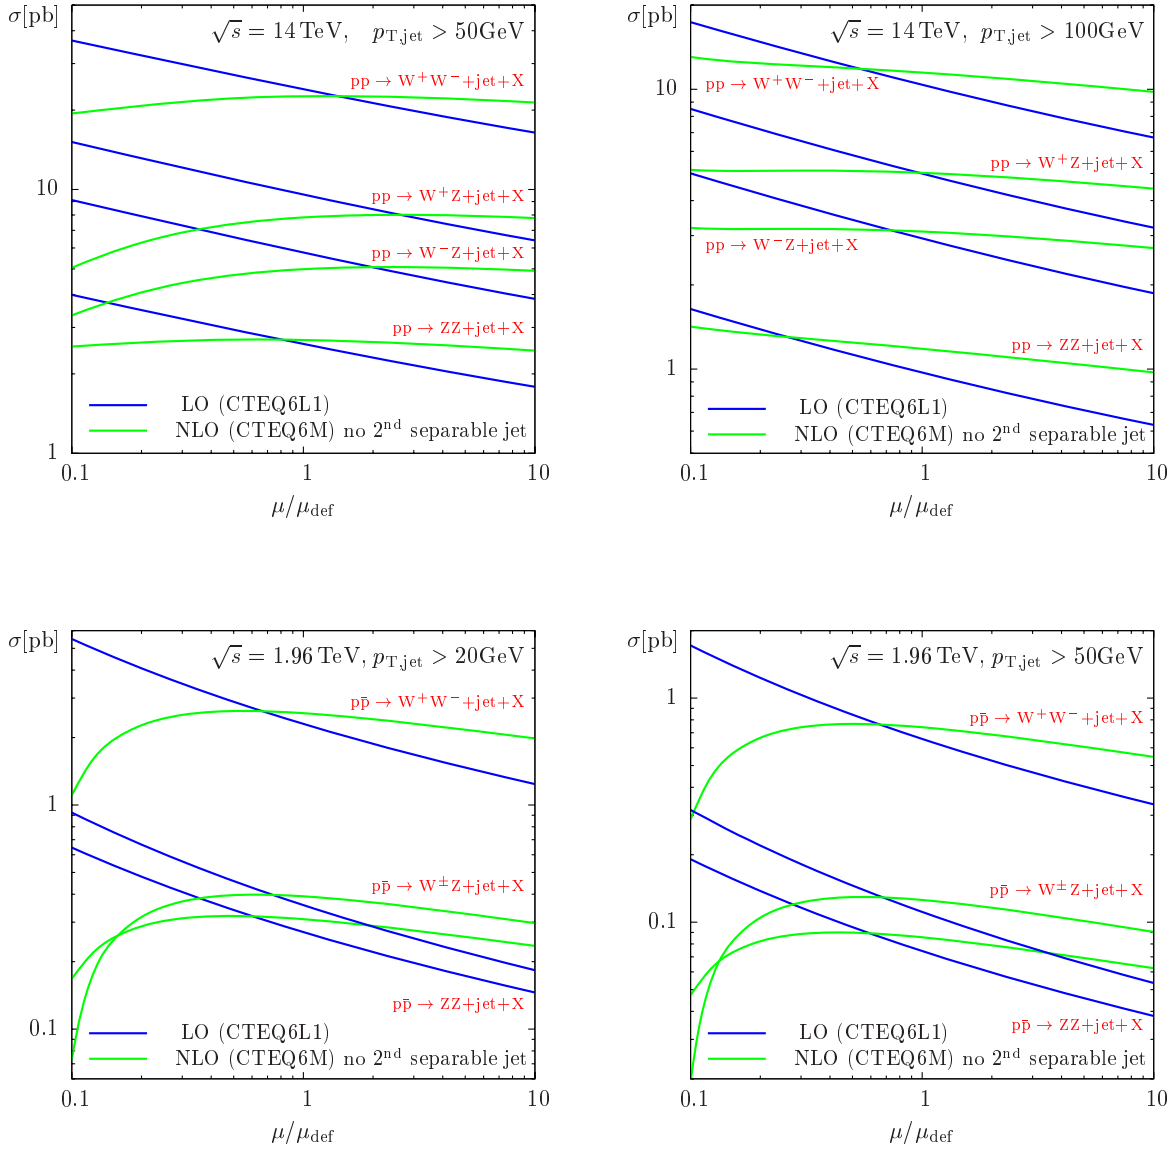 σ[pb]
√s = 14 TeV, p_T,jet > 50GeV
pp → W⁺W⁻+jet+X
10
pp → W⁺Z+jet+X
pp → W⁻Z+jet+X
pp → ZZ+jet+X
LO (CTEQ6L1)
NLO (CTEQ6M) no 2ⁿᵈ separable jet
1
0.1 1 10
μ/μ_def
σ[pb]
√s = 14 TeV, p_T,jet > 100GeV
10
pp → W⁺W⁻+jet+X
pp → W⁺Z+jet+X
pp → W⁻Z+jet+X
pp → ZZ+jet+X
1
LO (CTEQ6L1)
NLO (CTEQ6M) no 2ⁿᵈ separable jet
0.1 1 10
μ/μ_def
σ[pb]
√s = 1.96 TeV, p_T,jet > 20GeV
pp̄ → W⁺W⁻+jet+X
1
pp̄ → W±Z+jet+X
pp̄ → ZZ+jet+X
0.1
LO (CTEQ6L1)
NLO (CTEQ6M) no 2ⁿᵈ separable jet
0.1 1 10
μ/μ_def
σ[pb]
√s = 1.96 TeV, p_T,jet > 50GeV
1
pp̄ → W⁺W⁻+jet+X
pp̄ → W±Z+jet+X
0.1
pp̄ → ZZ+jet+X
LO (CTEQ6L1)
NLO (CTEQ6M) no 2ⁿᵈ separable jet
0.1 1 10
μ/μ_def